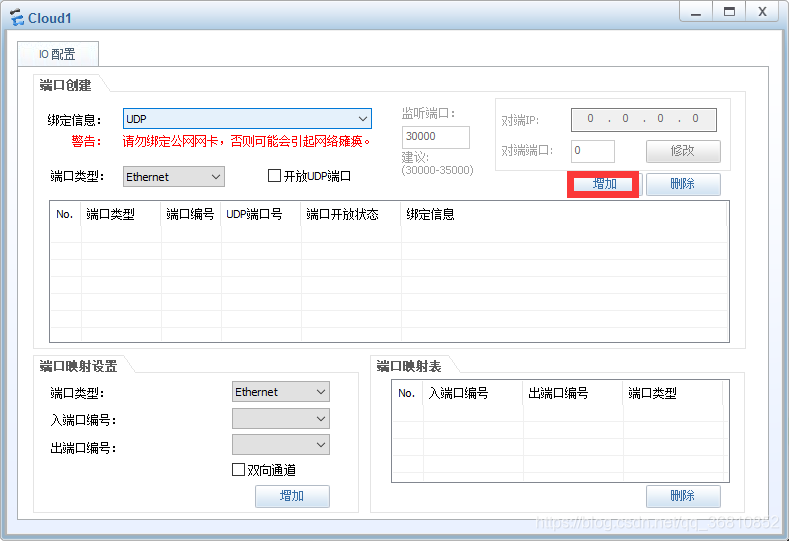 Cloud1
IO 配置
端口创建
绑定信息: UDP
警告: 请勿绑定公网网卡，否则可能会引起网络瘫痪。
监听端口:
30000
建议:
(30000-35000)
对端IP: 0 . 0 . 0 . 0
对端端口: 0 修改
端口类型: Ethernet 开放UDP端口
增加 删除
No. 端口类型 端口编号 UDP端口号 端口开放状态 绑定信息
端口映射设置
端口类型: Ethernet
入端口编号:
出端口编号:
双向通道
增加
端口映射表
No. 入端口编号 出端口编号 端口类型
删除
https://blog.csdn.net/qq_36810852